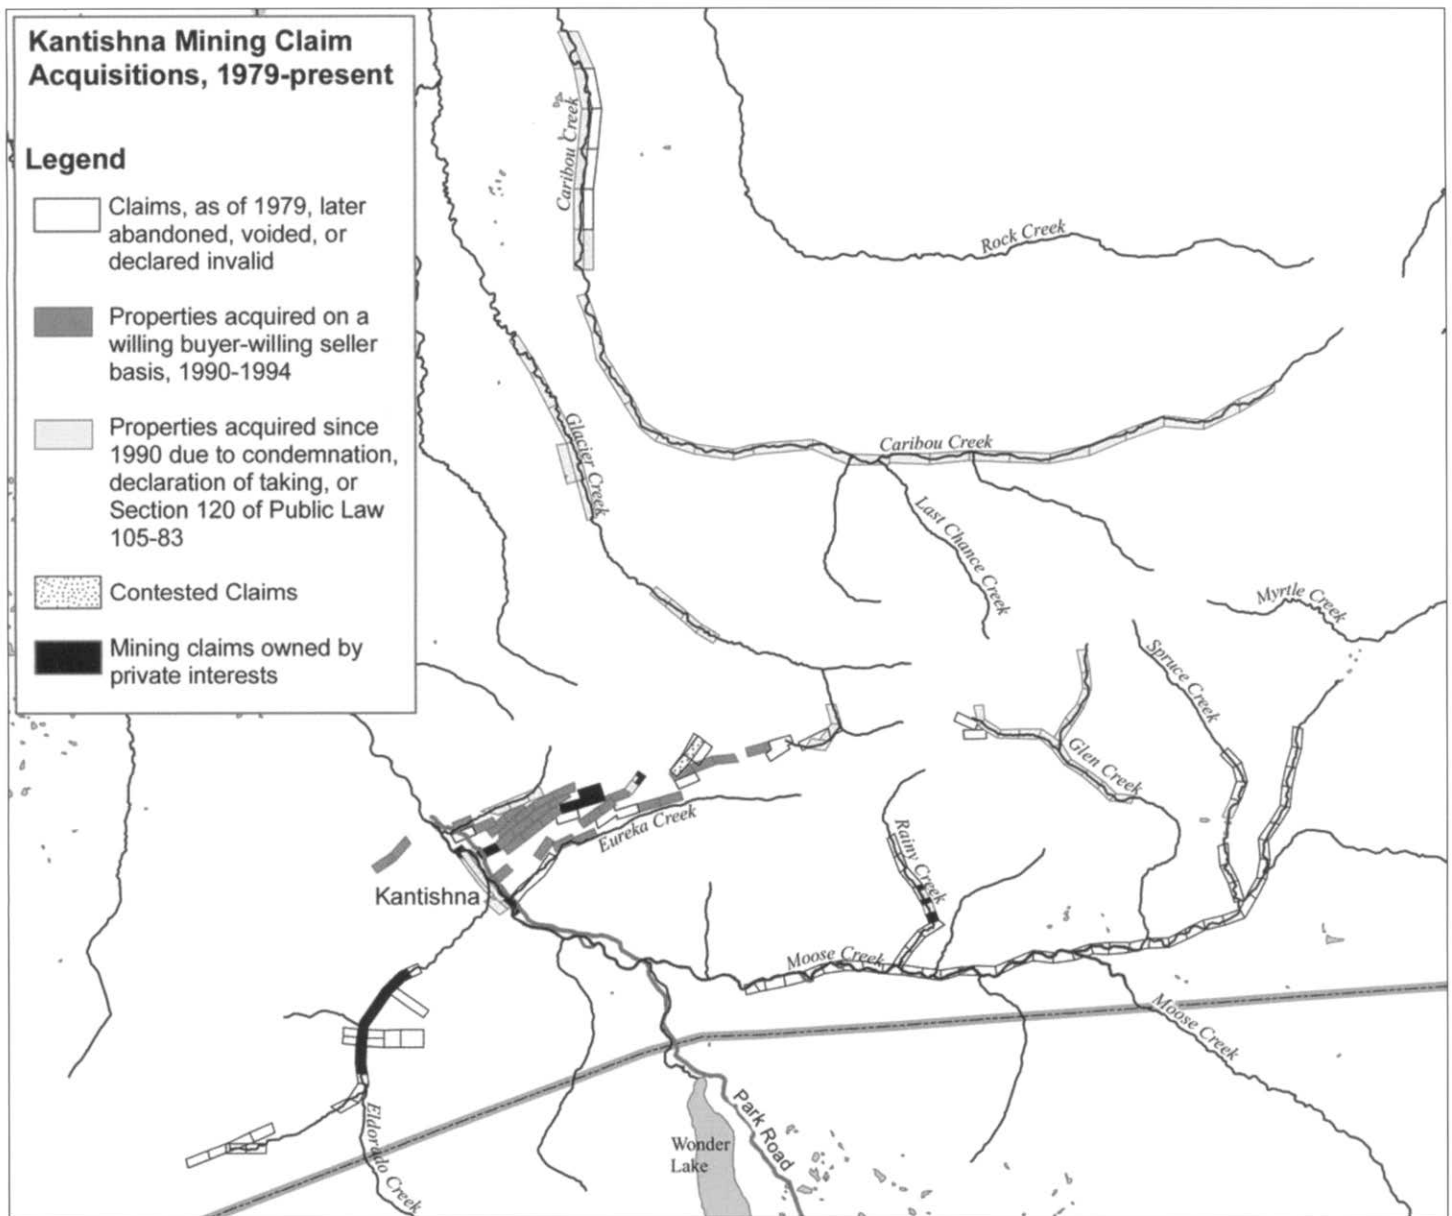 Kantishna Mining Claim
Acquisitions, 1979-present
Legend
Claims, as of 1979, later
abandoned, voided, or
declared invalid
Properties acquired on a
willing buyer-willing seller
basis, 1990-1994
Properties acquired since
1990 due to condemnation,
declaration of taking, or
Section 120 of Public Law
105-83
Contested Claims
Mining claims owned by
private interests
Caribou Creek
Rock Creek
Glacier Creek
Caribou Creek
Last Chance Creek
Myrtle Creek
Spruce Creek
Glen Creek
Eureka Creek
Rainy Creek
Kantishna
Moose Creek
Moose Creek
Eldorado Creek
Park Road
Wonder
Lake